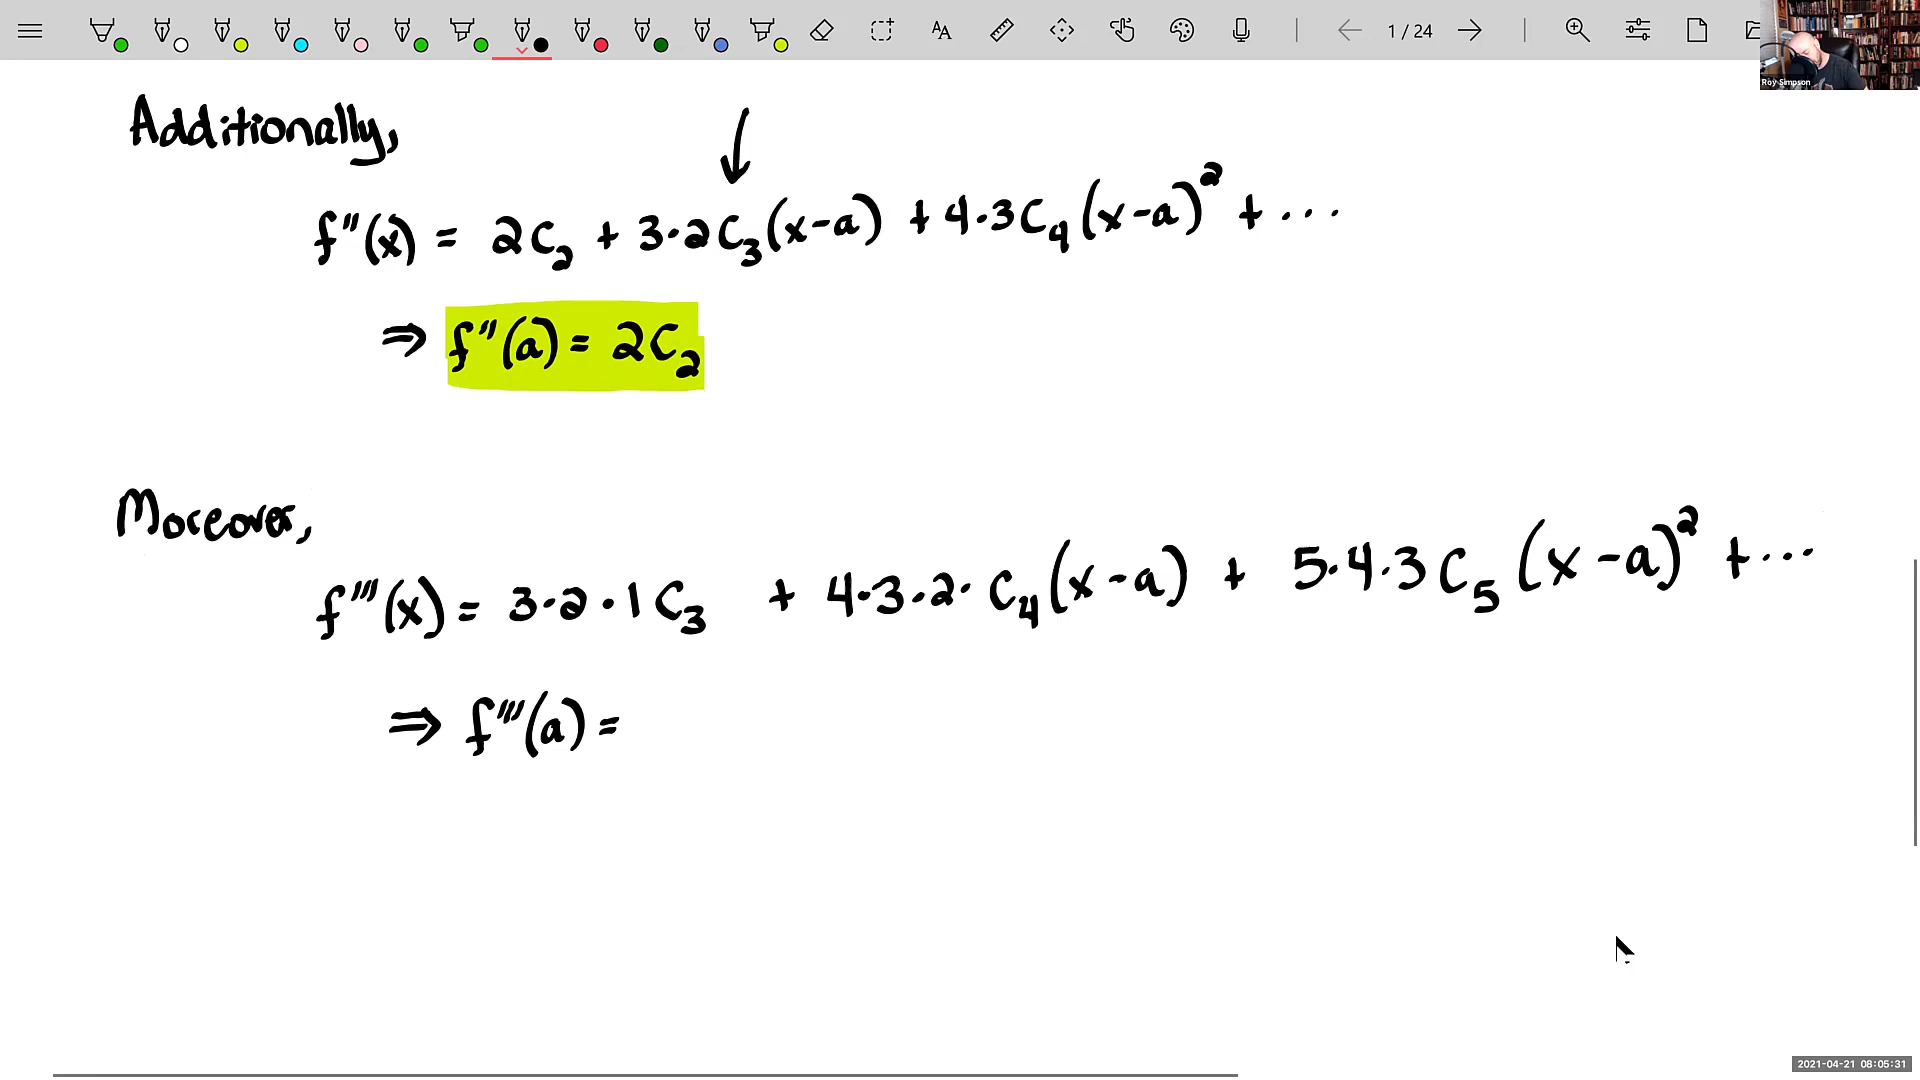 1 / 24
Roy Simpson
Additionally,
f''(x) = 2C₂ + 3·2C₃(x-a) + 4·3C₄(x-a)² + ...
⇒ f''(a) = 2C₂
Moreover,
f'''(x) = 3·2·1C₃ + 4·3·2·C₄(x-a) + 5·4·3C₅(x-a)² + ...
⇒ f'''(a) =
2021-04-21 08:05:31